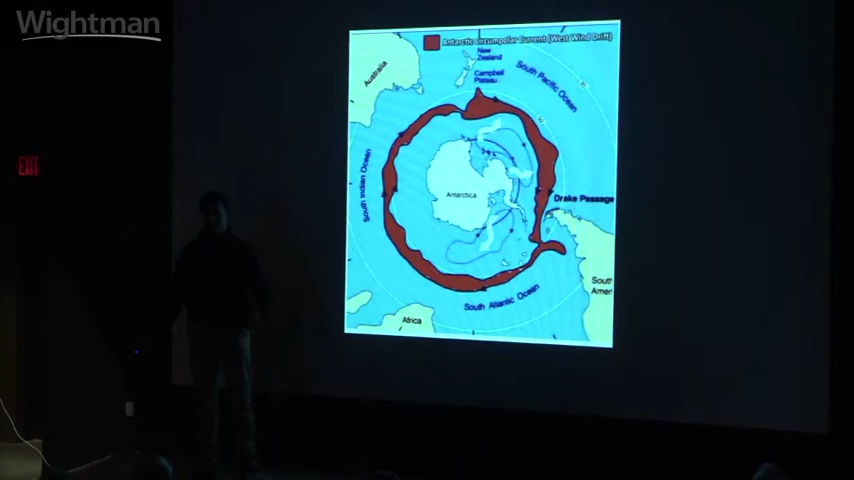 Wightman
Antarctic Circumpolar Current (West Wind Drift)
New
Zealand
Campbell
Plateau
Australia
South Pacific Ocean
EXIT
South Indian Ocean
Antarctica
Drake Passage
South
Amer
South Atlantic Ocean
Africa